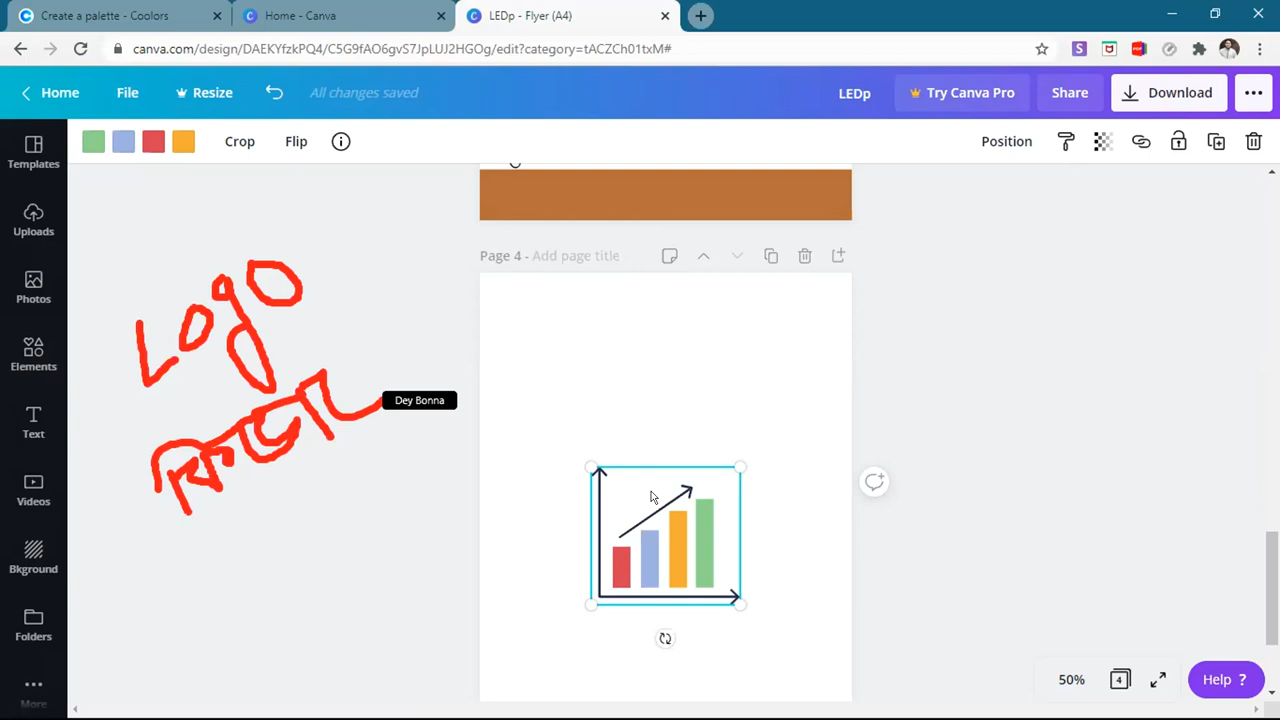 Create a palette - Coolors
Home - Canva
LEDp - Flyer (A4)
canva.com/design/DAEKYfzkPQ4/C5G9fAO6gvS7JpLUJ2HGOg/edit?category=tACZCh01txM#
Home File Resize All changes saved LEDp Try Canva Pro Share Download
Crop Flip Position
Templates
Uploads
Photos
Elements
Text
Videos
Bkground
Folders
More
Page 4 - Add page title
Logo
Dey Bonna
50% 4 Help ?